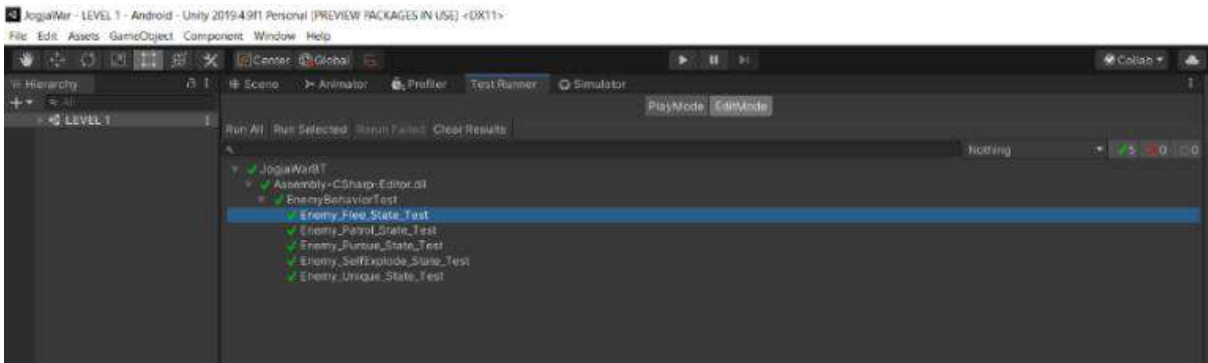 JogjaWar - LEVEL 1 - Android - Unity 2019.4.9f1 Personal [PREVIEW PACKAGES IN USE] <DX11>
File Edit Assets GameObject Component Window Help
Center Global Collab
Hierarchy Scene Animator Profiler Test Runner Simulator
All PlayMode EditMode
LEVEL 1
Run All Run Selected Rerun Failed Clear Results
Nothing 5 0 0
JogjaWarBT
Assembly-CSharp-Editor.dll
EnemyBehaviorTest
Enemy_Flee_State_Test
Enemy_Patrol_State_Test
Enemy_Pursue_State_Test
Enemy_SelfExplode_State_Test
Enemy_Unique_State_Test